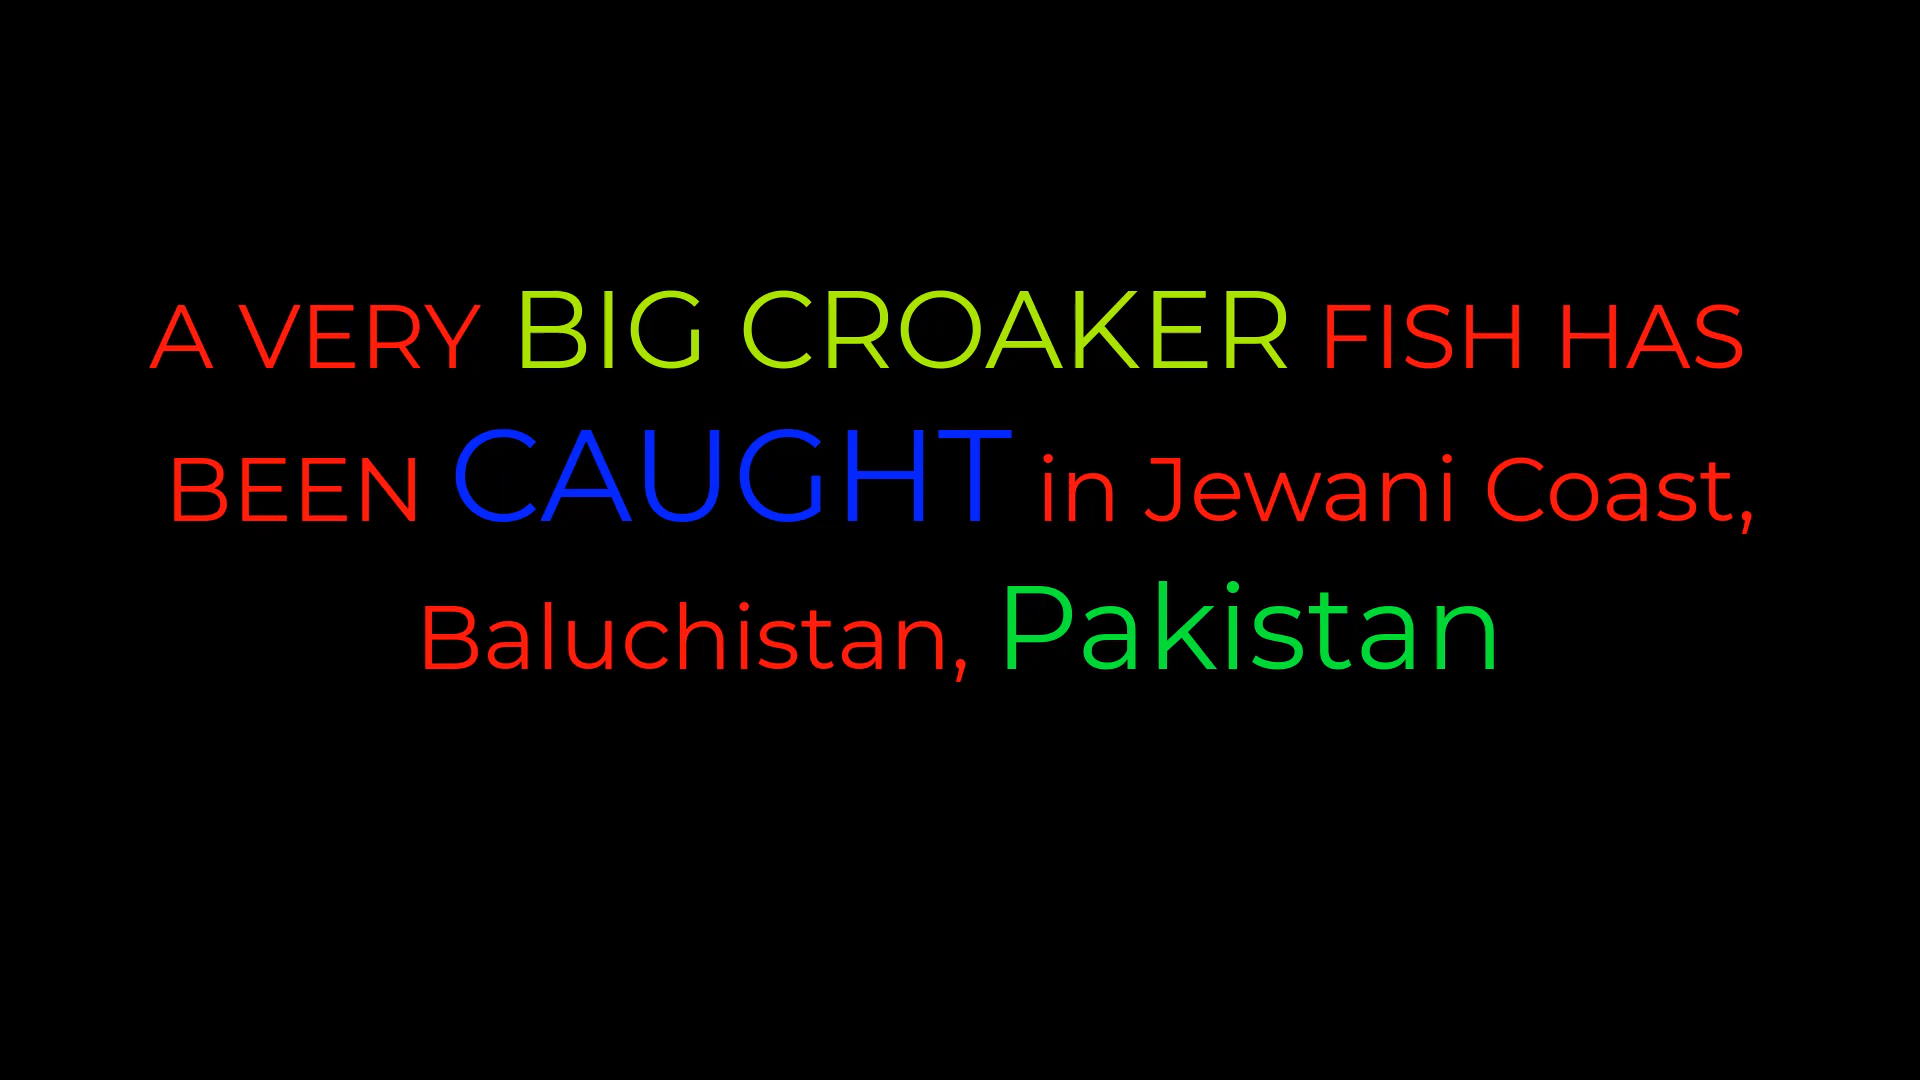 A VERY BIG CROAKER FISH HAS
BEEN CAUGHT in Jewani Coast,
Baluchistan, Pakistan